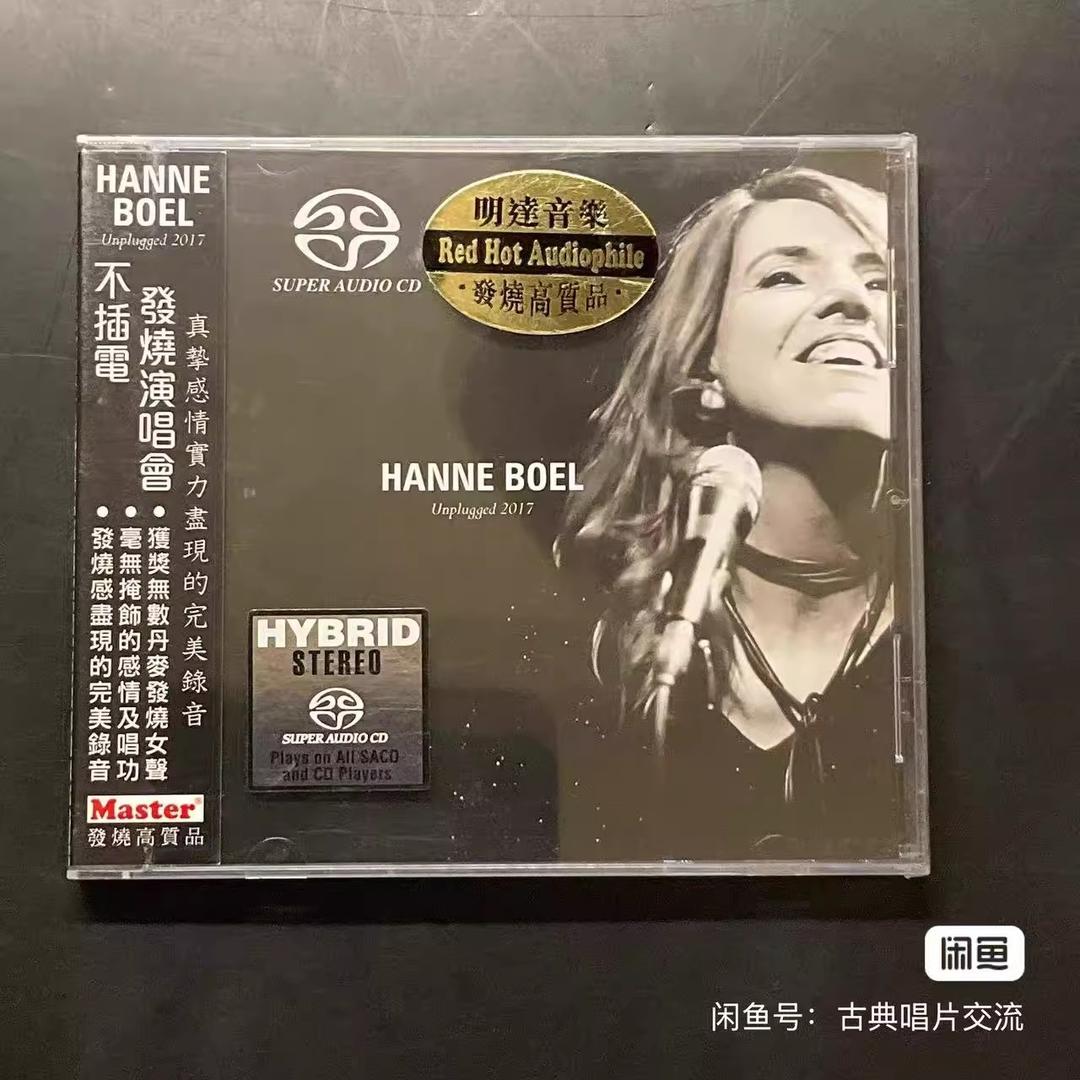 HANNE
BOEL
Unplugged 2017
不插電
發燒演唱會
真摯感情實力盡現的完美錄音
●獲獎無數丹麥發燒女聲
●毫無掩飾的感情及唱功
●發燒感盡現的完美錄音
Master®
發燒高質品
SUPER AUDIO CD
明達音樂
Red Hot Audiophile
·發燒高質品·
HANNE BOEL
Unplugged 2017
HYBRID
STEREO
SUPER AUDIO CD
Plays on All SACD
and CD Players
闲鱼
闲鱼号：古典唱片交流